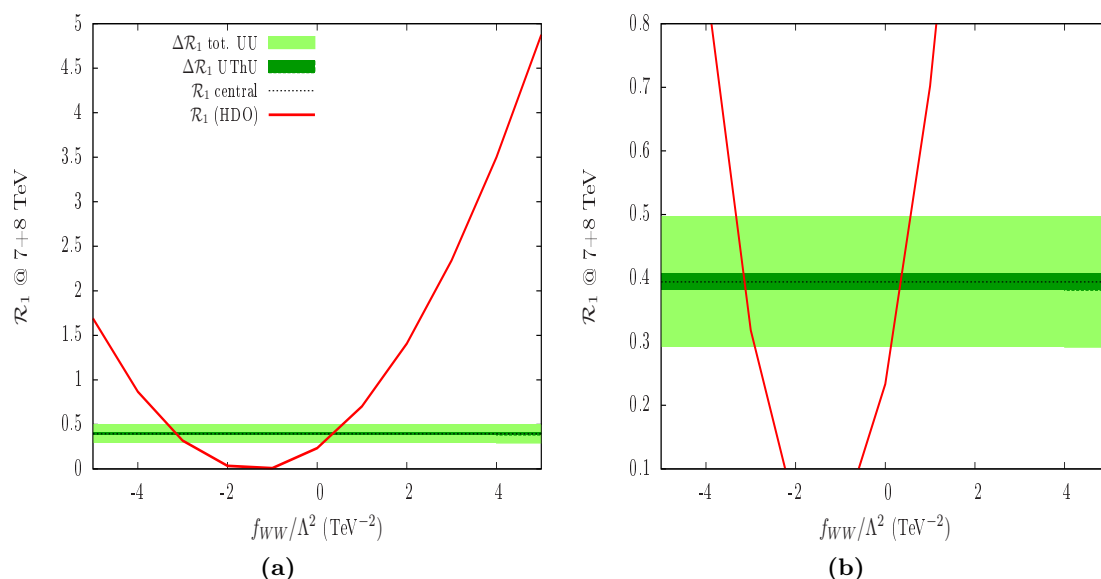 ΔR₁ tot. UU
ΔR₁ UThU
R₁ central
R₁ (HDO)
R₁ @ 7+8 TeV
5
4.5
4
3.5
3
2.5
2
1.5
1
0.5
0
-4 -2 0 2 4
f_WW/Λ² (TeV⁻²)
(a)
R₁ @ 7+8 TeV
0.8
0.7
0.6
0.5
0.4
0.3
0.2
0.1
-4 -2 0 2 4
f_WW/Λ² (TeV⁻²)
(b)